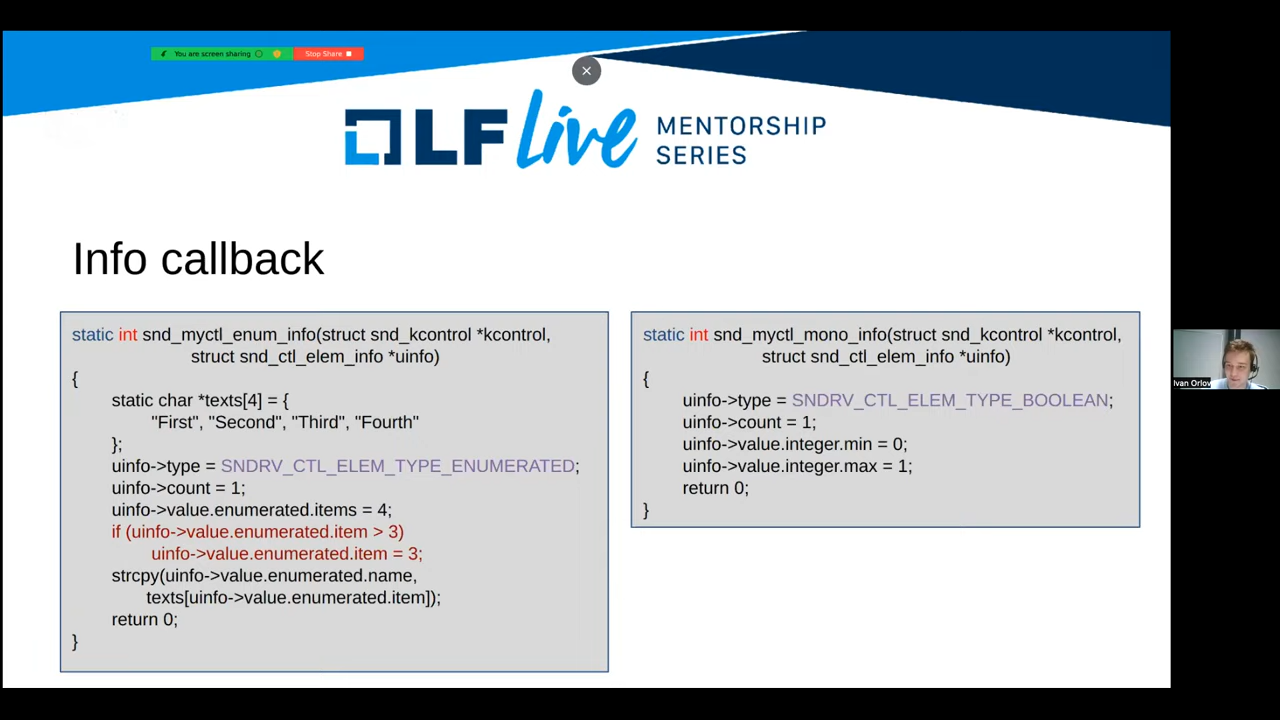 You are screen sharing
Stop Share
LF Live MENTORSHIP
SERIES
Info callback
static int snd_myctl_enum_info(struct snd_kcontrol *kcontrol,
struct snd_ctl_elem_info *uinfo)
{
static char *texts[4] = {
"First", "Second", "Third", "Fourth"
};
uinfo->type = SNDRV_CTL_ELEM_TYPE_ENUMERATED;
uinfo->count = 1;
uinfo->value.enumerated.items = 4;
if (uinfo->value.enumerated.item > 3)
uinfo->value.enumerated.item = 3;
strcpy(uinfo->value.enumerated.name,
texts[uinfo->value.enumerated.item]);
return 0;
}
static int snd_myctl_mono_info(struct snd_kcontrol *kcontrol,
struct snd_ctl_elem_info *uinfo)
{
uinfo->type = SNDRV_CTL_ELEM_TYPE_BOOLEAN;
uinfo->count = 1;
uinfo->value.integer.min = 0;
uinfo->value.integer.max = 1;
return 0;
}
Ivan Orlov